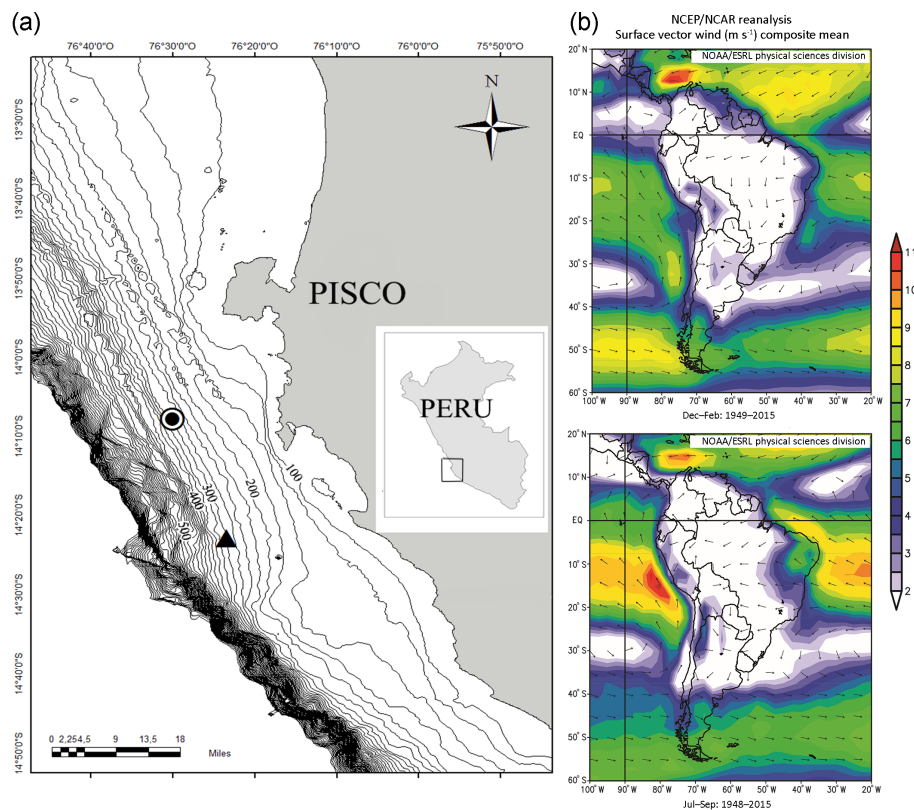 (a)
76°40'0"O 76°30'0"O 76°20'0"O 76°10'0"O 76°0'0"O 75°50'0"O
13°30'0"S
13°40'0"S
13°50'0"S
14°0'0"S
14°10'0"S
14°20'0"S
14°30'0"S
14°40'0"S
14°50'0"S
N
PISCO
PERU
100
200
300
400
500
0 2,25 4,5 9 13,5 18
Miles
(b)
NCEP/NCAR reanalysis
Surface vector wind (m s-1) composite mean
NOAA/ESRL physical sciences division
20°N
10°N
EQ
10°S
20°S
30°S
40°S
50°S
60°S
100°W 90°W 80°W 70°W 60°W 50°W 40°W 30°W 20°W
Dec–Feb: 1949–2015
NOAA/ESRL physical sciences division
20°N
10°N
EQ
10°S
20°S
30°S
40°S
50°S
60°S
100°W 90°W 80°W 70°W 60°W 50°W 40°W 30°W 20°W
Jul–Sep: 1948–2015
11
10
9
8
7
6
5
4
3
2